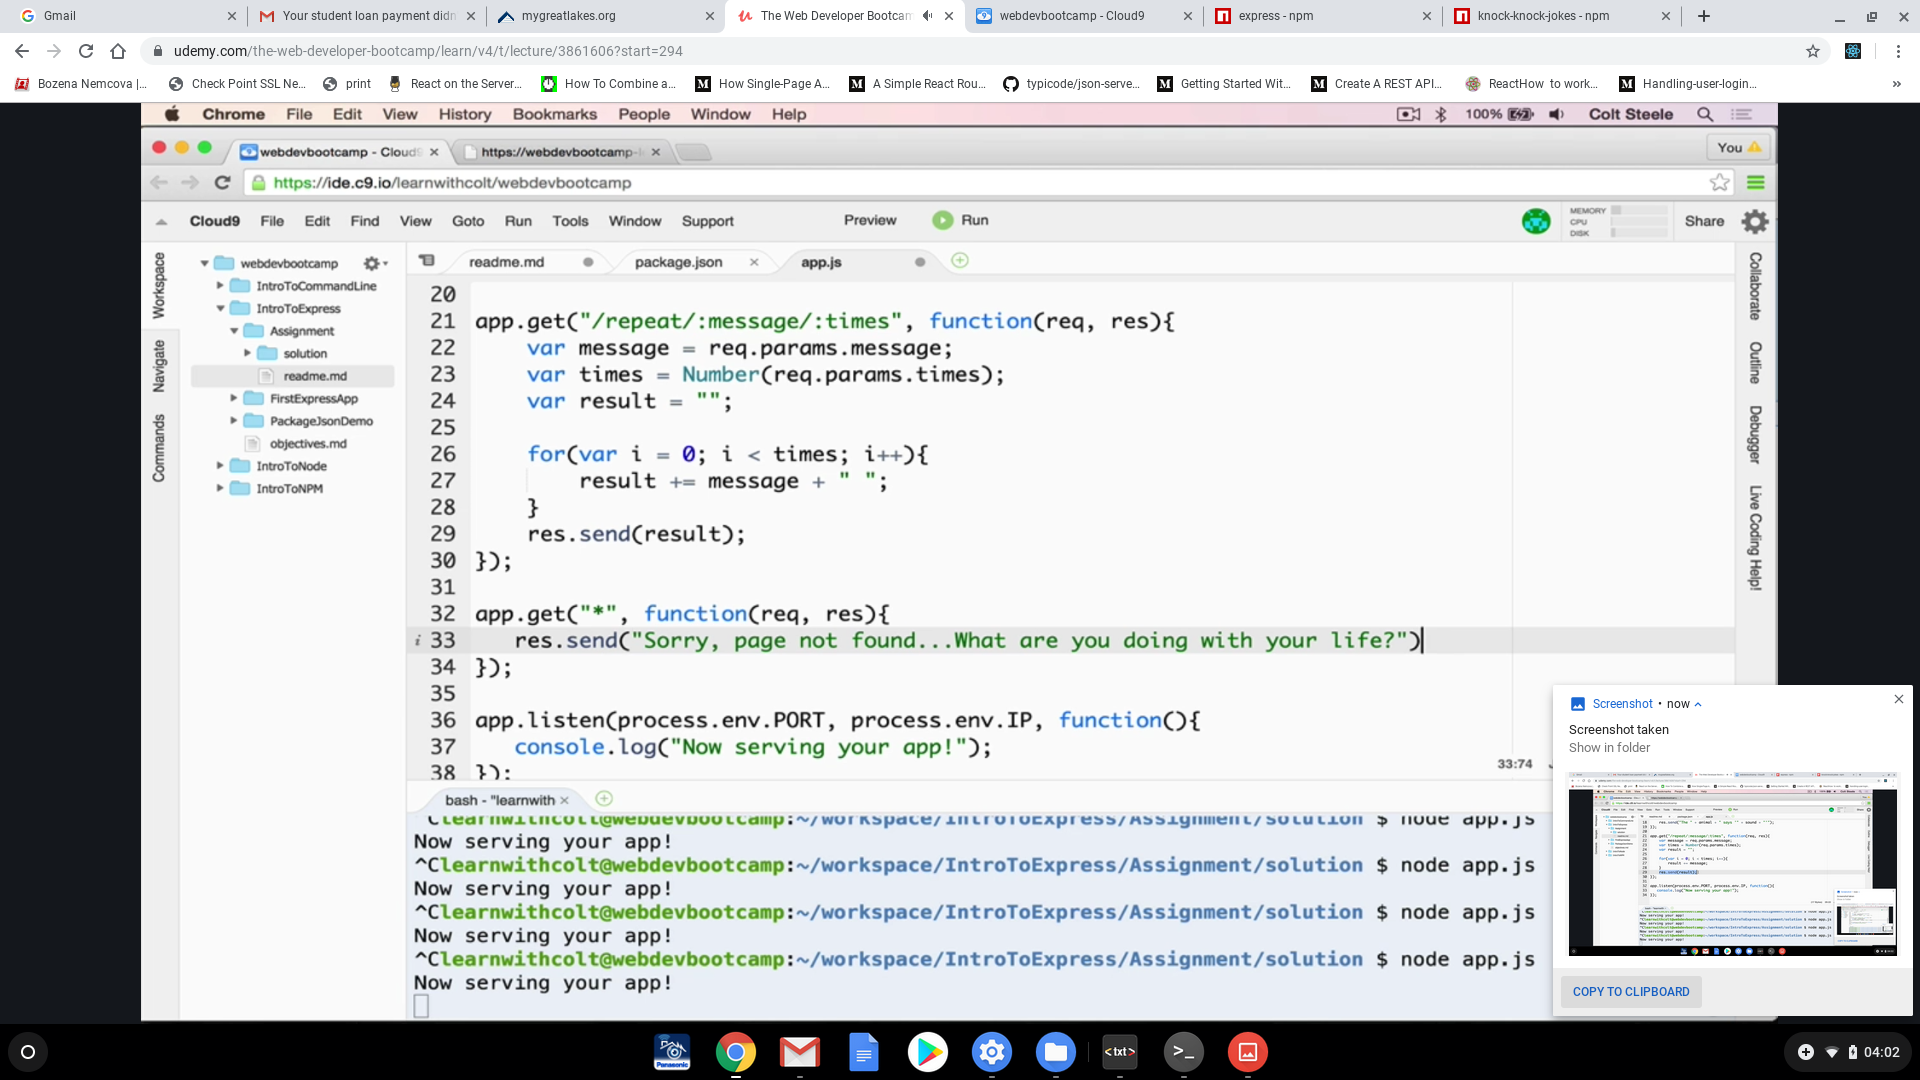 Gmail
Your student loan payment didn
mygreatlakes.org
The Web Developer Bootcam
webdevbootcamp - Cloud9
express - npm
knock-knock-jokes - npm
udemy.com/the-web-developer-bootcamp/learn/v4/t/lecture/3861606?start=294
Bozena Nemcova |...
Check Point SSL Ne...
print
React on the Server...
How To Combine a...
How Single-Page A...
A Simple React Rou...
typicode/json-serve...
Getting Started Wit...
Create A REST API...
ReactHow to work...
Handling-user-login...
»
Chrome File Edit View History Bookmarks People Window Help
100%
Colt Steele
webdevbootcamp - Cloud9
https://webdevbootcamp-
You
https://ide.c9.io/learnwithcolt/webdevbootcamp
Cloud9 File Edit Find View Goto Run Tools Window Support
Preview
Run
MEMORY
CPU
DISK
Share
Workspace
Navigate
Commands
webdevbootcamp
IntroToCommandLine
IntroToExpress
Assignment
solution
readme.md
FirstExpressApp
PackageJsonDemo
objectives.md
IntroToNode
IntroToNPM
readme.md
package.json
app.js
20
21 app.get("/repeat/:message/:times", function(req, res){
22 var message = req.params.message;
23 var times = Number(req.params.times);
24 var result = "";
25
26 for(var i = 0; i < times; i++){
27 result += message + " ";
28 }
29 res.send(result);
30 });
31
32 app.get("*", function(req, res){
33 res.send("Sorry, page not found...What are you doing with your life?")
34 });
35
36 app.listen(process.env.PORT, process.env.IP, function(){
37 console.log("Now serving your app!");
38 });
33:74
Collaborate
Outline
Debugger
Live Coding Help!
bash - "learnwith
^Clearnwithcolt@webdevbootcamp:~/workspace/IntroToExpress/Assignment/solution $ node app.js
Now serving your app!
^Clearnwithcolt@webdevbootcamp:~/workspace/IntroToExpress/Assignment/solution $ node app.js
Now serving your app!
^Clearnwithcolt@webdevbootcamp:~/workspace/IntroToExpress/Assignment/solution $ node app.js
Now serving your app!
^Clearnwithcolt@webdevbootcamp:~/workspace/IntroToExpress/Assignment/solution $ node app.js
Now serving your app!
Screenshot • now
Screenshot taken
Show in folder
COPY TO CLIPBOARD
Panasonic
<txt>
>_
04:02